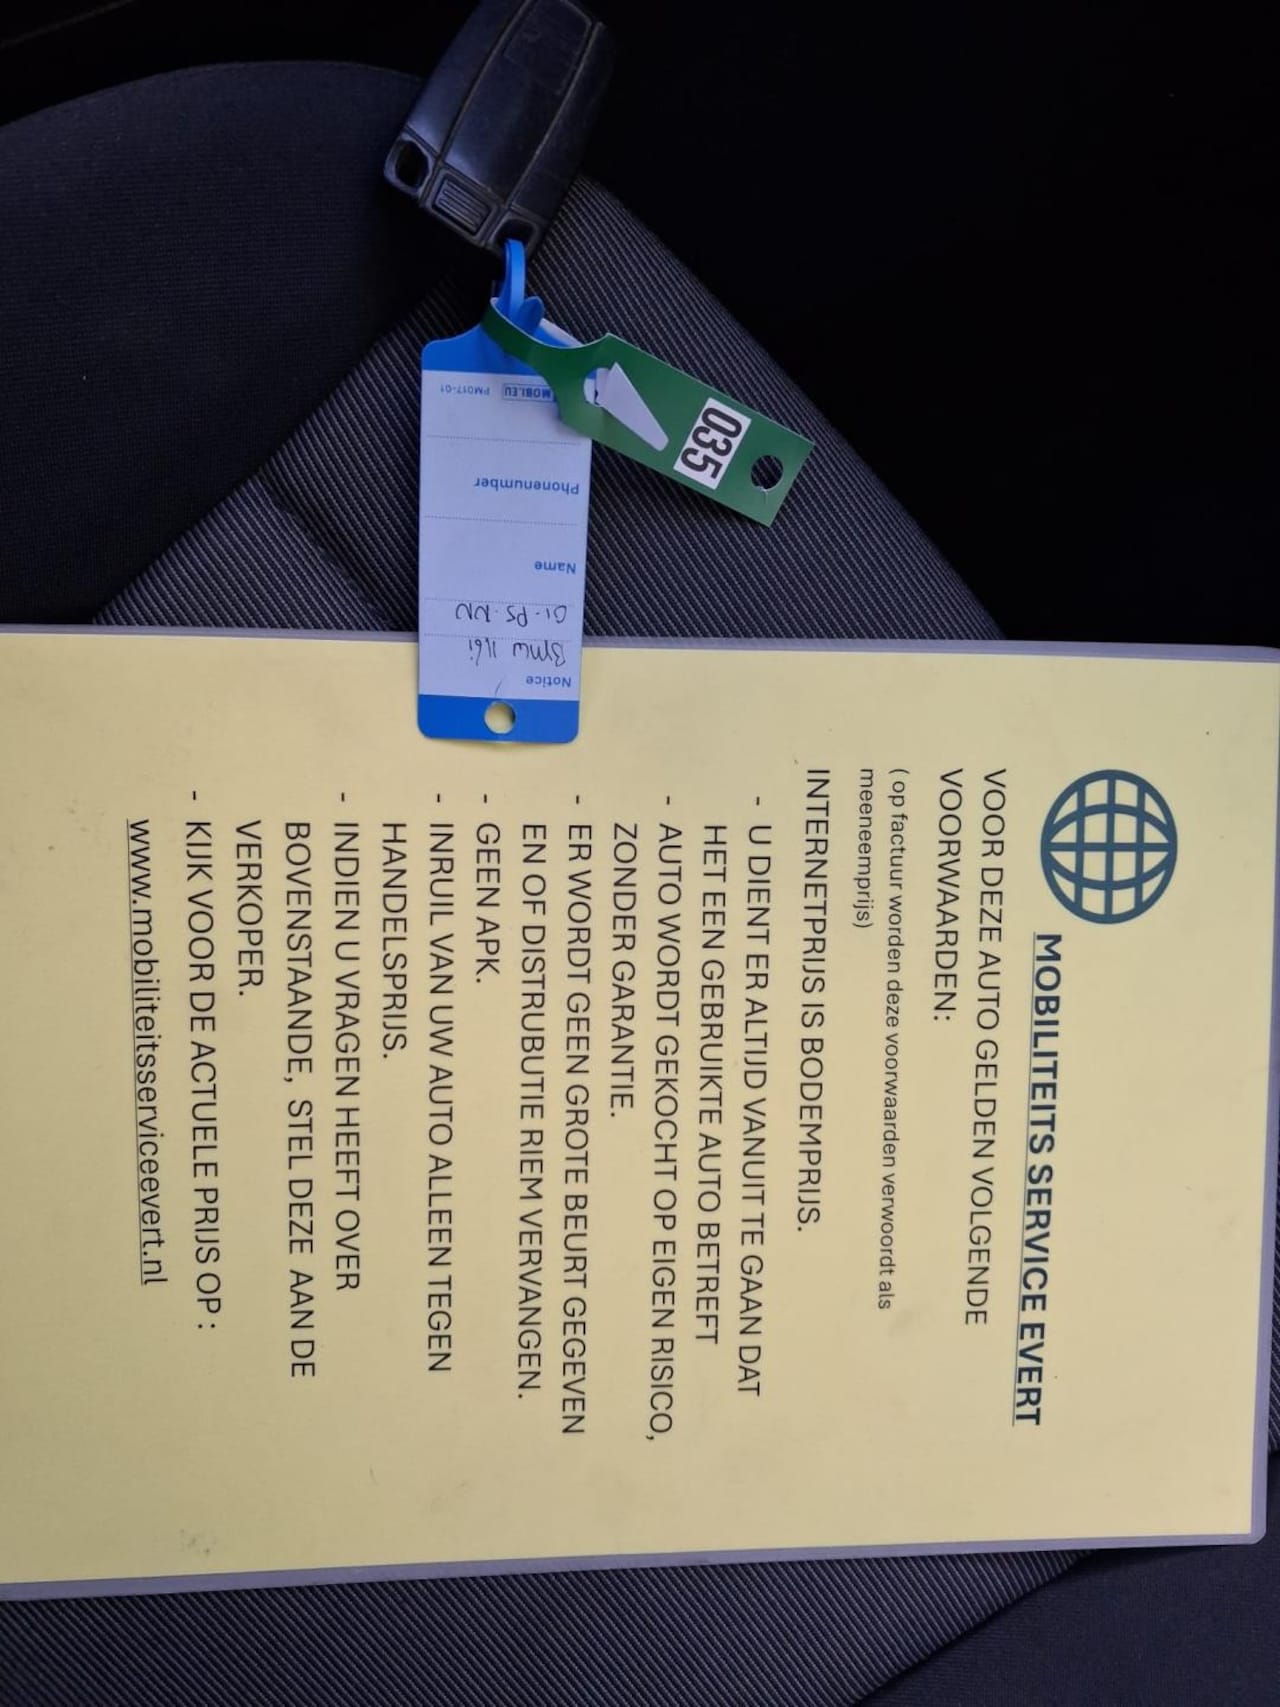 MOBILITEITS SERVICE EVERT
VOOR DEZE AUTO GELDEN VOLGENDE
VOORWAARDEN:
( op factuur worden deze voorwaarden verwoordt als
meeneemprijs)
INTERNETPRIJS IS BODEMPRIJS.
- U DIENT ER ALTIJD VANUIT TE GAAN DAT
HET EEN GEBRUIKTE AUTO BETREFT
- AUTO WORDT GEKOCHT OP EIGEN RISICO,
ZONDER GARANTIE.
- ER WORDT GEEN GROTE BEURT GEGEVEN
EN OF DISTRUBUTIE RIEM VERVANGEN.
- GEEN APK.
- INRUIL VAN UW AUTO ALLEEN TEGEN
HANDELSPRIJS.
- INDIEN U VRAGEN HEEFT OVER
BOVENSTAANDE, STEL DEZE AAN DE
VERKOPER.
- KIJK VOOR DE ACTUELE PRIJS OP :
www.mobiliteitsserviceevert.nl
035
Notice
BMW 116i
01-PS-NN
Name
Phonenumber
MOBI.EU PM017-01